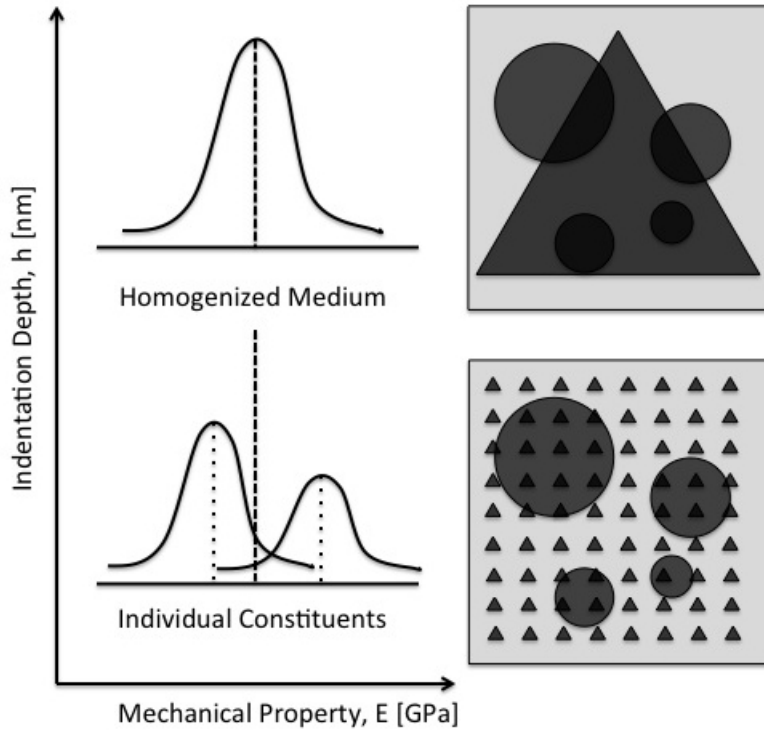 Indentation Depth, h [nm]
Homogenized Medium
Individual Constituents
Mechanical Property, E [GPa]